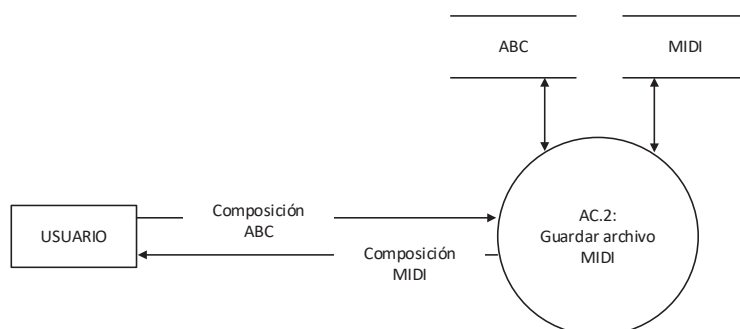 ABC
MIDI
Composición
ABC
USUARIO
Composición
MIDI
AC.2:
Guardar archivo
MIDI